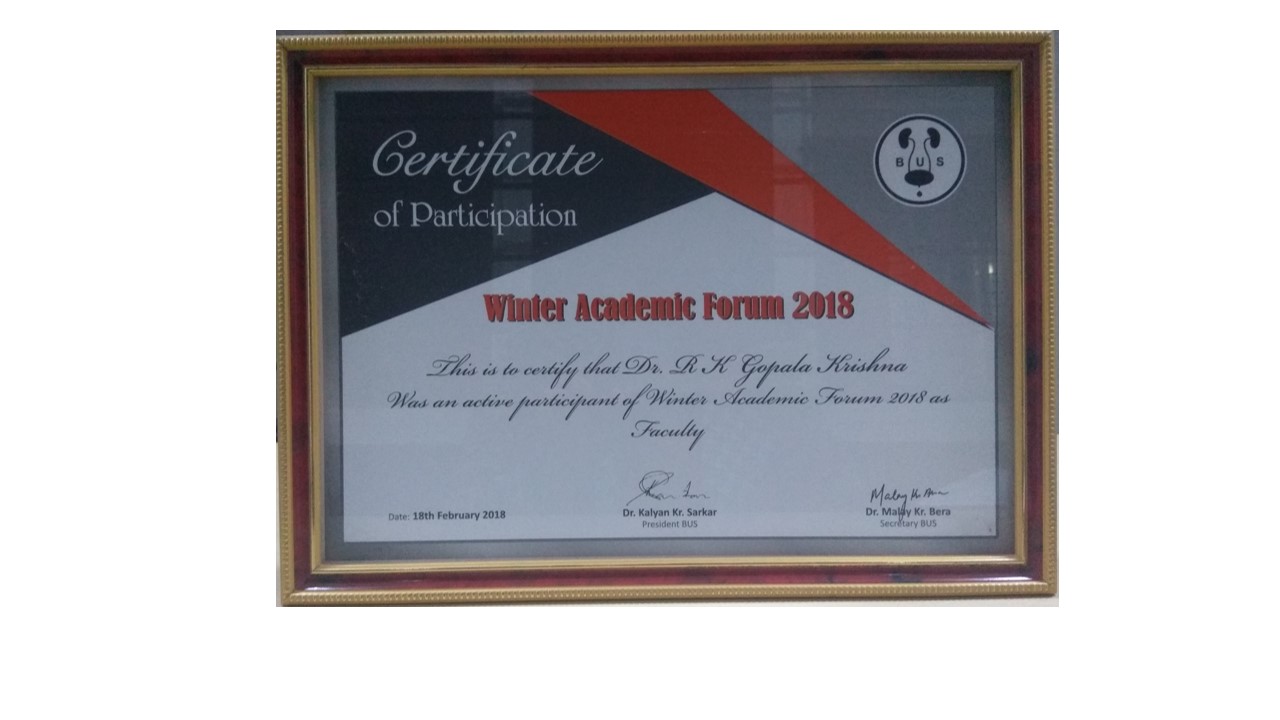 Certificate
of Participation
B U S
Winter Academic Forum 2018
This is to certify that Dr. R K Gopala Krishna
Was an active participant of Winter Academic Forum 2018 as
Faculty
Date: 18th February 2018
Dr. Kalyan Kr. Sarkar
President BUS
Malay Kr.
Dr. Malay Kr. Bera
Secretary BUS